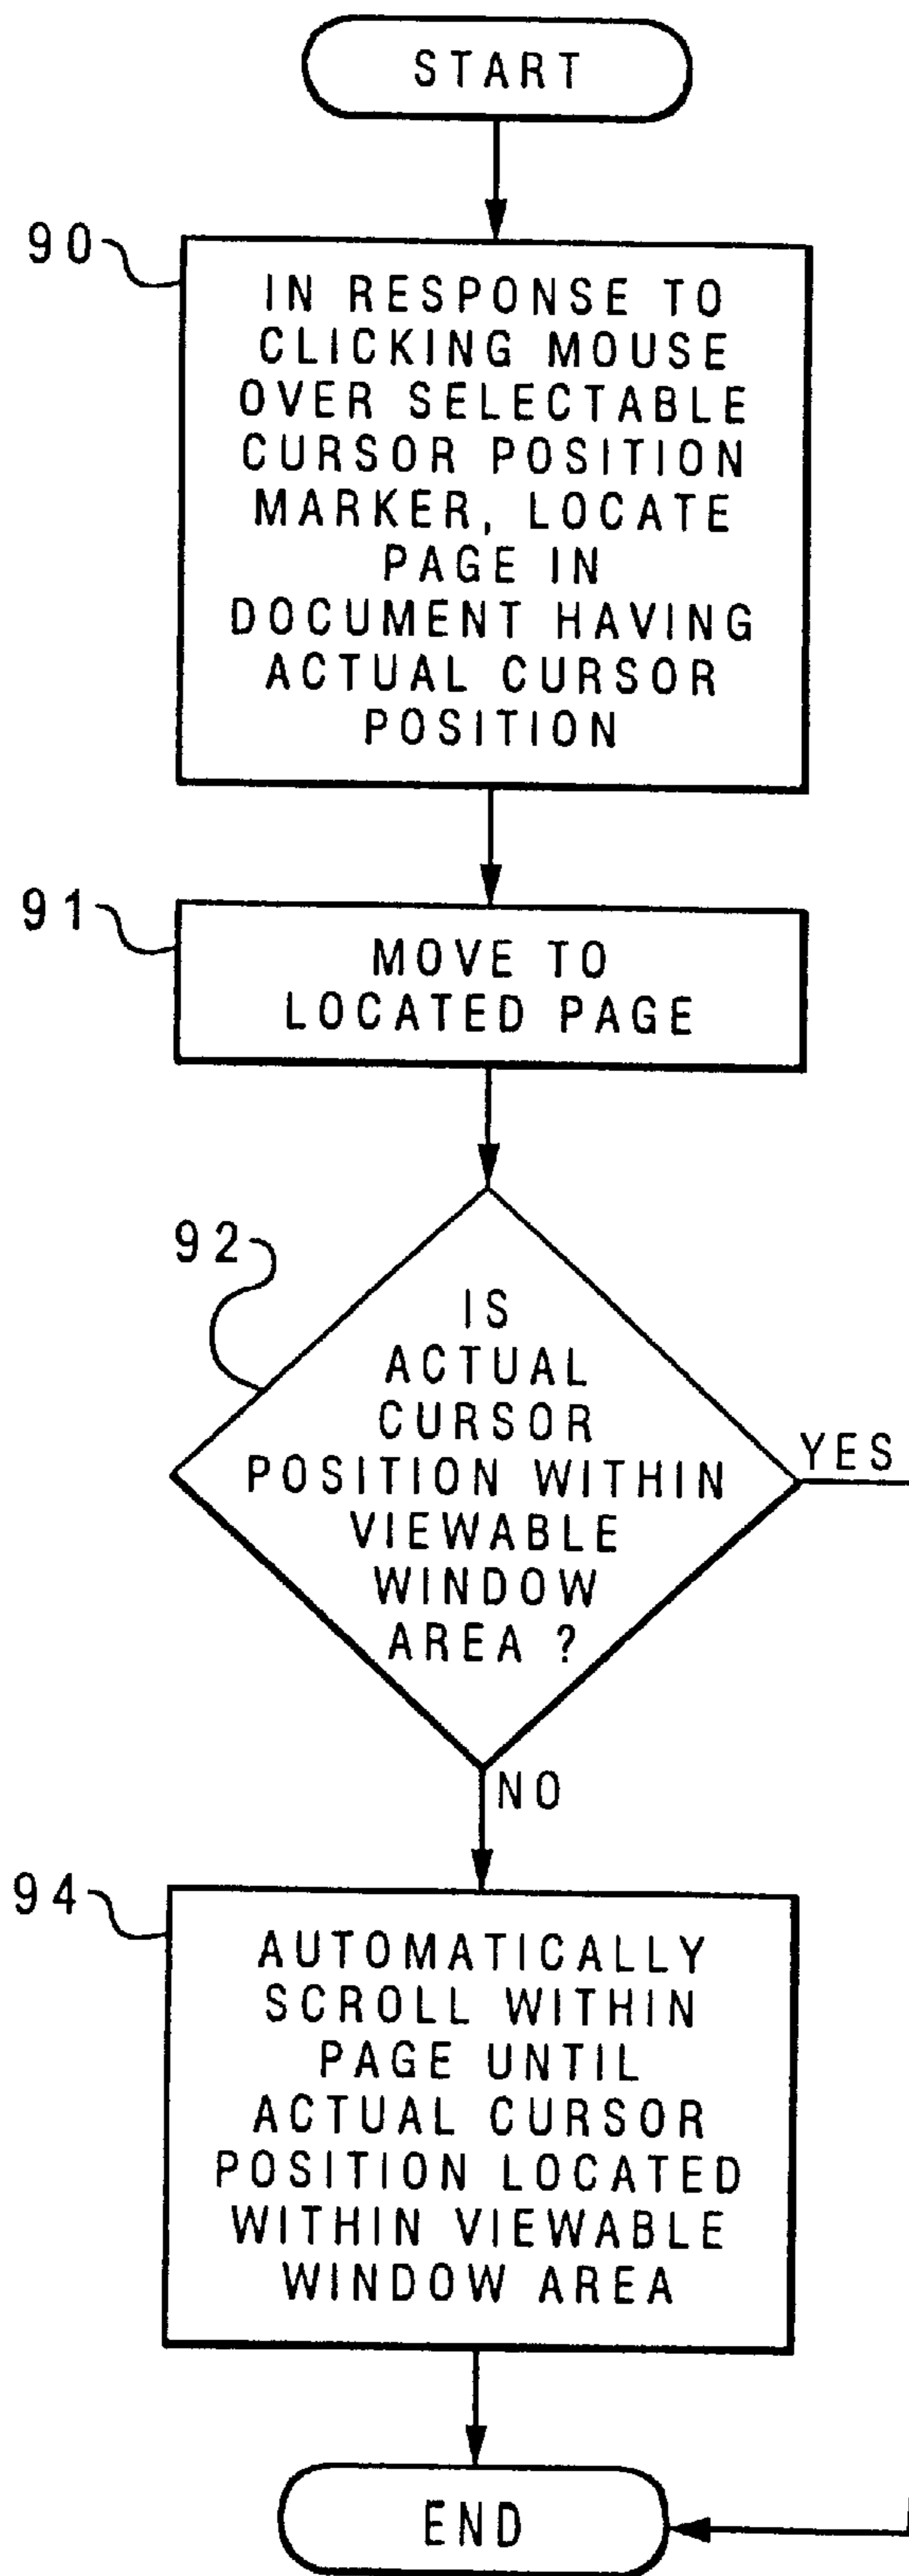 START
90
IN RESPONSE TO
CLICKING MOUSE
OVER SELECTABLE
CURSOR POSITION
MARKER, LOCATE
PAGE IN
DOCUMENT HAVING
ACTUAL CURSOR
POSITION
91
MOVE TO
LOCATED PAGE
92
IS
ACTUAL
CURSOR
POSITION WITHIN
VIEWABLE
WINDOW
AREA ?
YES
NO
94
AUTOMATICALLY
SCROLL WITHIN
PAGE UNTIL
ACTUAL CURSOR
POSITION LOCATED
WITHIN VIEWABLE
WINDOW AREA
END